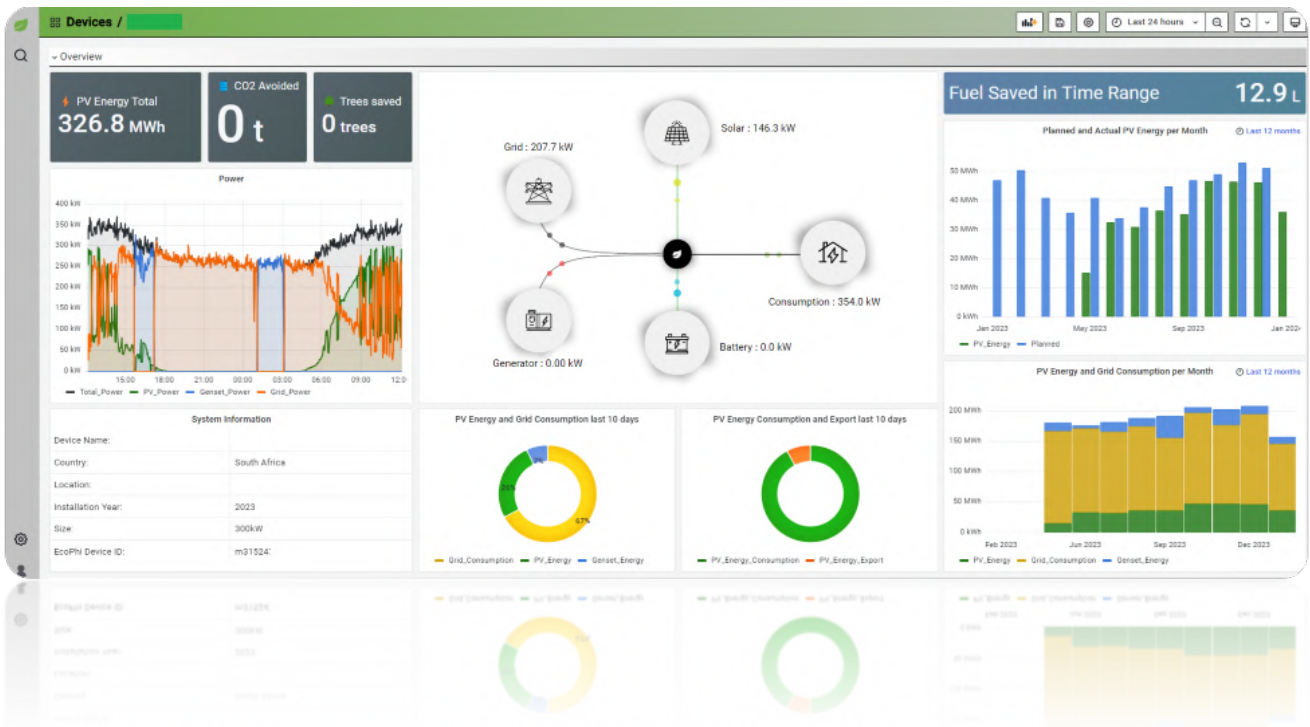 Devices /
Last 24 hours
Overview
PV Energy Total
326.8 MWh
CO2 Avoided
0 t
Trees saved
0 trees
Fuel Saved in Time Range 12.9 L
Power
400 kW
350 kW
300 kW
250 kW
200 kW
150 kW
100 kW
50 kW
0 kW
15:00 18:00 21:00 00:00 03:00 06:00 09:00 12:0
Total_Power PV_Power Genset_Power Grid_Power
Solar : 146.3 kW
Grid : 207.7 kW
Consumption : 354.0 kW
Battery : 0.0 kW
Generator : 0.00 kW
Planned and Actual PV Energy per Month Last 12 months
50 MWh
40 MWh
30 MWh
20 MWh
10 MWh
0 kWh
Jan 2023 May 2023 Sep 2023 Jan 202
PV_Energy Planned
System Information
Device Name:
Country: South Africa
Location:
Installation Year: 2023
Size: 300kW
EcoPhi Device ID: m31524
PV Energy and Grid Consumption last 10 days
67%
Grid_Consumption PV_Energy Genset_Energy
PV Energy Consumption and Export last 10 days
PV_Energy_Consumption PV_Energy_Export
PV Energy and Grid Consumption per Month Last 12 months
200 MWh
150 MWh
100 MWh
50 MWh
0 kWh
Feb 2023 Jun 2023 Sep 2023 Dec 2023
PV_Energy Grid_Consumption Genset_Energy